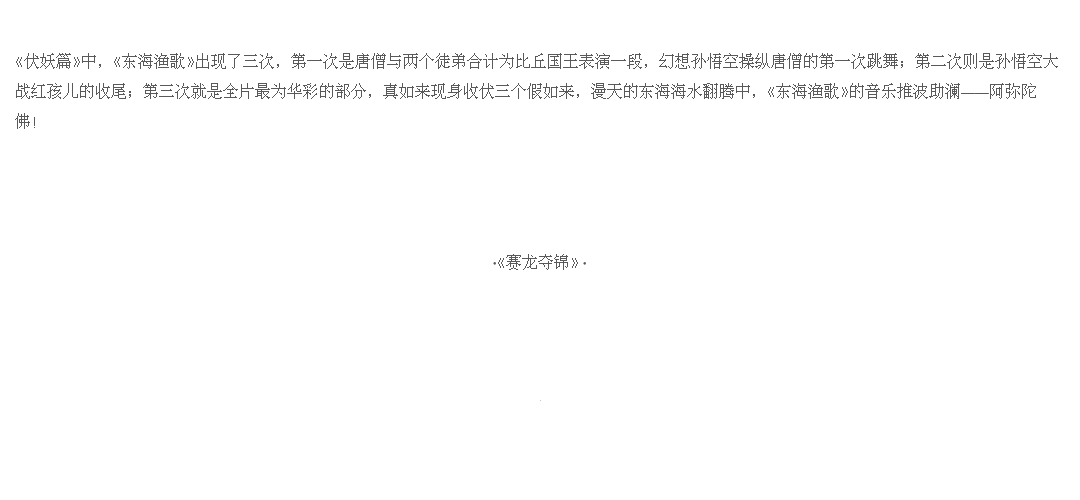 《伏妖篇》中，《东海渔歌》出现了三次，第一次是唐僧与两个徒弟合计为比丘国王表演一段，幻想孙悟空操纵唐僧的第一次跳舞；第二次则是孙悟空大
战红孩儿的收尾；第三次就是全片最为华彩的部分，真如来现身收伏三个假如来，漫天的东海海水翻腾中，《东海渔歌》的音乐推波助澜——阿弥陀
佛！
·《赛龙夺锦》·